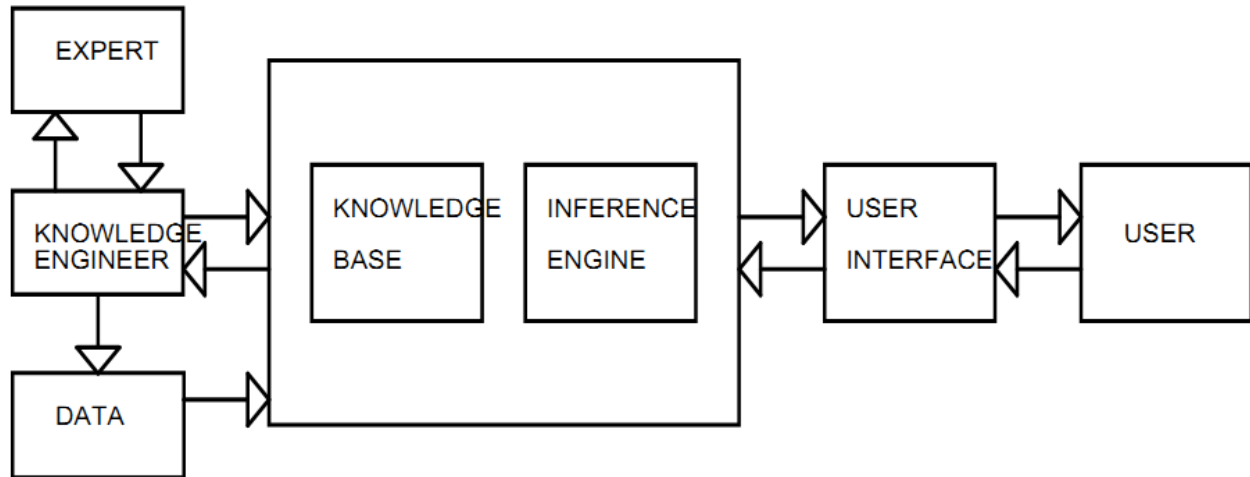 EXPERT
KNOWLEDGE
ENGINEER
DATA
KNOWLEDGE
BASE
INFERENCE
ENGINE
USER
INTERFACE
USER